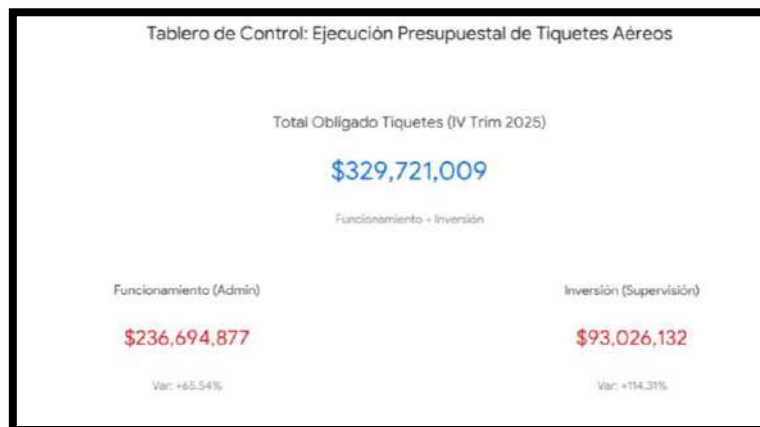 Tablero de Control: Ejecución Presupuestal de Tiquetes Aéreos
Total Obligado Tiquetes (IV Trim 2025)
$329,721,009
Funcionamiento + Inversión
Funcionamiento (Admin)
Inversión (Supervisión)
$236,694,877
$93,026,132
Var: +65.54%
Var: +114.31%